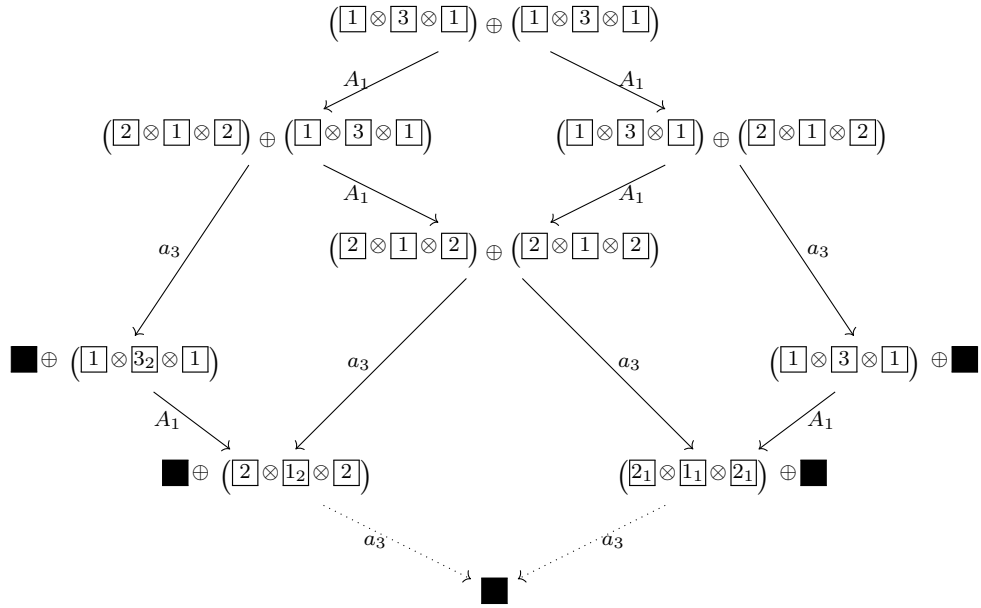 (1 ⊗ 3 ⊗ 1) ⊕ (1 ⊗ 3 ⊗ 1)
A₁ A₁
(2 ⊗ 1 ⊗ 2) ⊕ (1 ⊗ 3 ⊗ 1) (1 ⊗ 3 ⊗ 1) ⊕ (2 ⊗ 1 ⊗ 2)
A₁ A₁
a₃ a₃
(2 ⊗ 1 ⊗ 2) ⊕ (2 ⊗ 1 ⊗ 2)
■ ⊕ (1 ⊗ 3₂ ⊗ 1) (1 ⊗ 3 ⊗ 1) ⊕ ■
a₃ a₃
A₁ A₁
■ ⊕ (2 ⊗ 1₂ ⊗ 2) (2₁ ⊗ 1₁ ⊗ 2₁) ⊕ ■
a₃ a₃
■